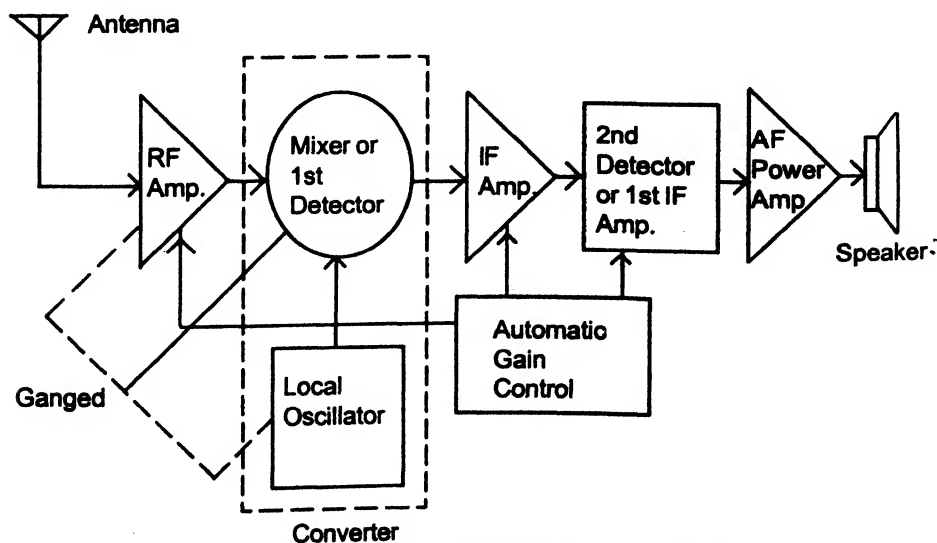 Antenna
RF
Amp.
Mixer or
1st
Detector
IF
Amp.
2nd
Detector
or 1st IF
Amp.
AF
Power
Amp
Speaker
Automatic
Gain
Control
Ganged
Local
Oscillator
Converter